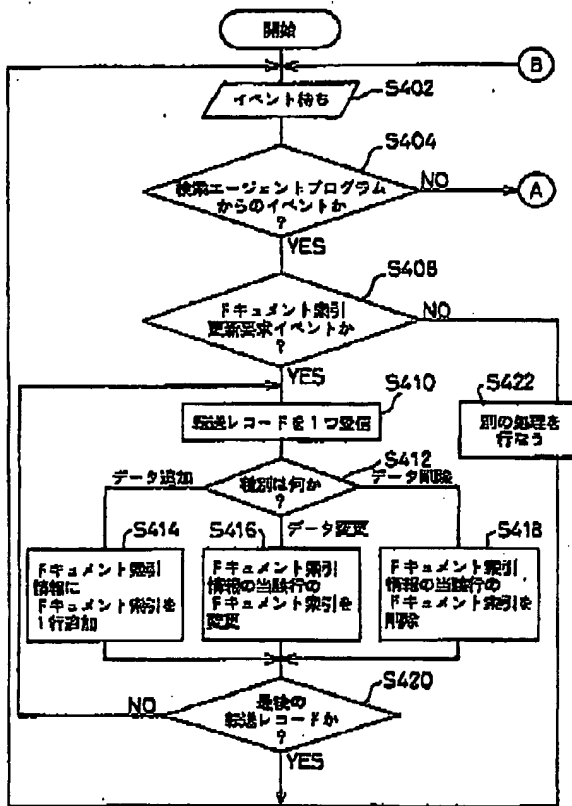 開始
B
イベント待ち
S402
S404
検索エージェントプログラム
からのイベントか
?
NO
A
YES
S408
ドキュメント索引
更新要求イベントか
?
NO
YES
S410
転送レコードを1つ受信
S422
別の処理を
行なう
S412
種別は何か
?
データ追加
データ削除
データ変更
S414
ドキュメント索引
情報に
ドキュメント索引を
1行追加
S416
ドキュメント索引
情報の当該行の
ドキュメント索引を
変更
S418
ドキュメント索引
情報の当該行の
ドキュメント索引を
削除
S420
最後の
転送レコードか
?
NO
YES